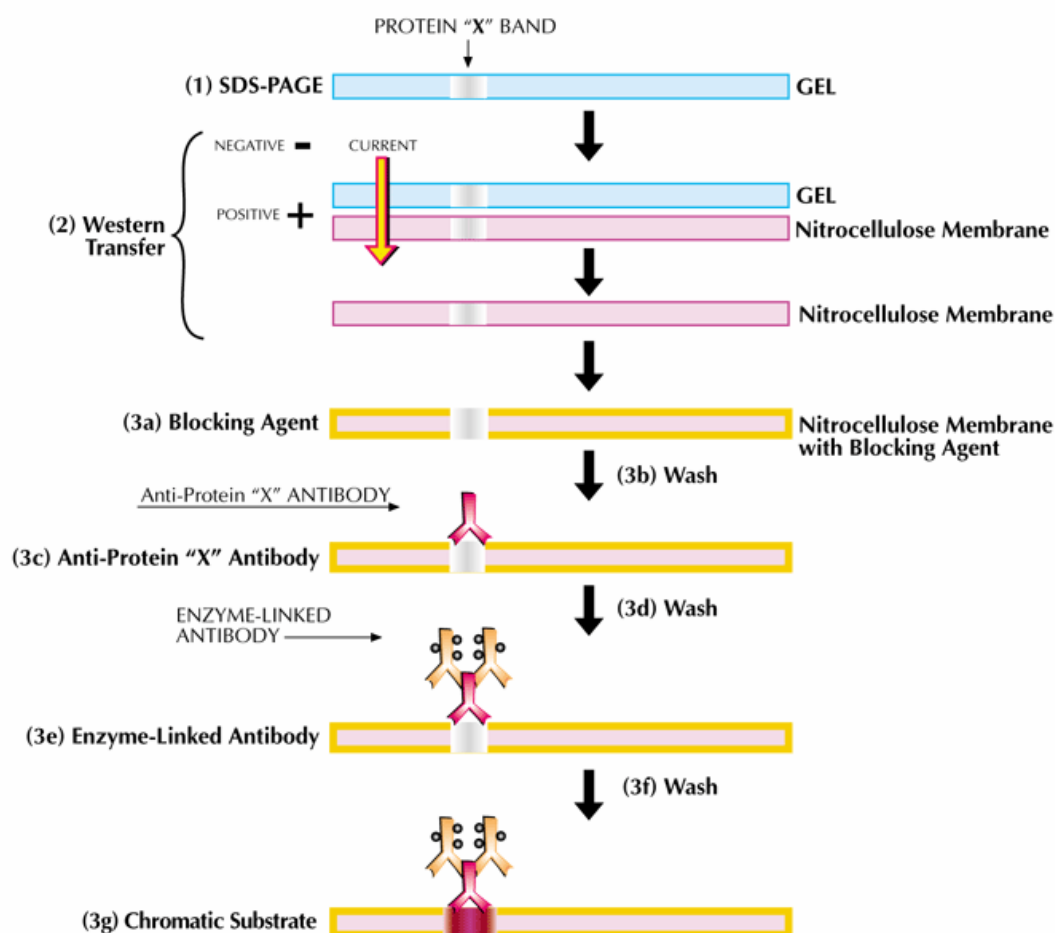 PROTEIN “X” BAND
(1) SDS-PAGE
GEL
NEGATIVE -
CURRENT
GEL
POSITIVE +
(2) Western
Transfer
Nitrocellulose Membrane
Nitrocellulose Membrane
(3a) Blocking Agent
Nitrocellulose Membrane
with Blocking Agent
(3b) Wash
Anti-Protein “X” ANTIBODY
(3c) Anti-Protein “X” Antibody
(3d) Wash
ENZYME-LINKED
ANTIBODY
(3e) Enzyme-Linked Antibody
(3f) Wash
(3g) Chromatic Substrate